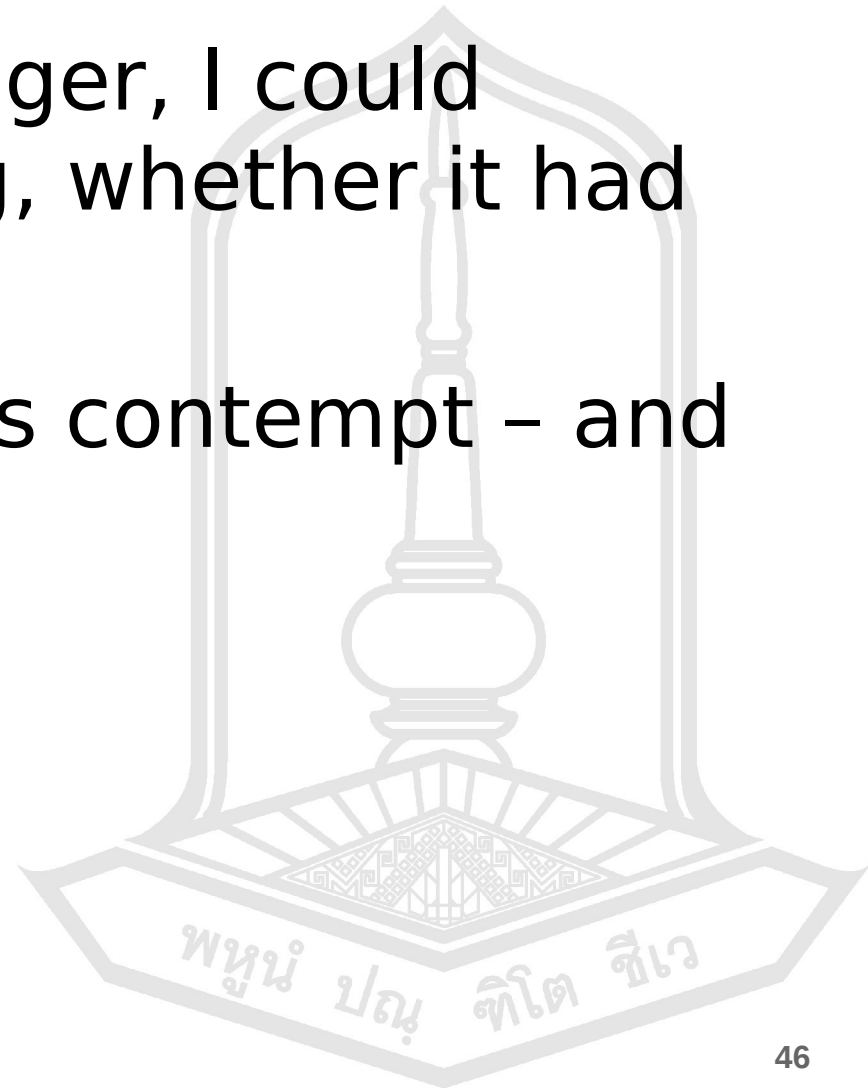 ger, I could
, whether it had
s contempt – and
พหูนํ ปณฺ ฑิโต ชีเว
46